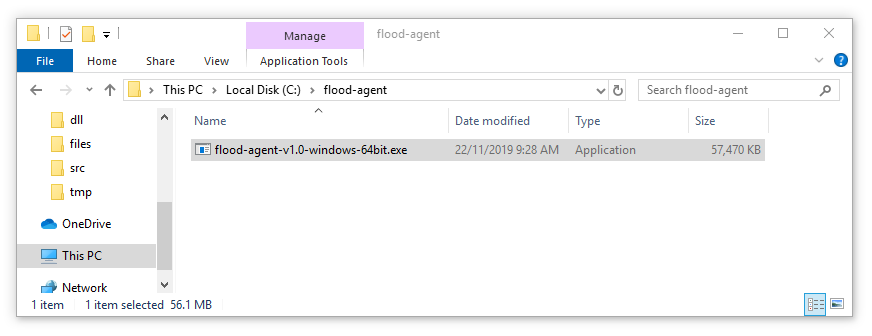 Manage
flood-agent
File
Home
Share
View
Application Tools
This PC
Local Disk (C:)
flood-agent
Search flood-agent
dll
files
src
tmp
OneDrive
This PC
Network
Name
Date modified
Type
Size
flood-agent-v1.0-windows-64bit.exe
22/11/2019 9:28 AM
Application
57,470 KB
1 item
1 item selected 56.1 MB